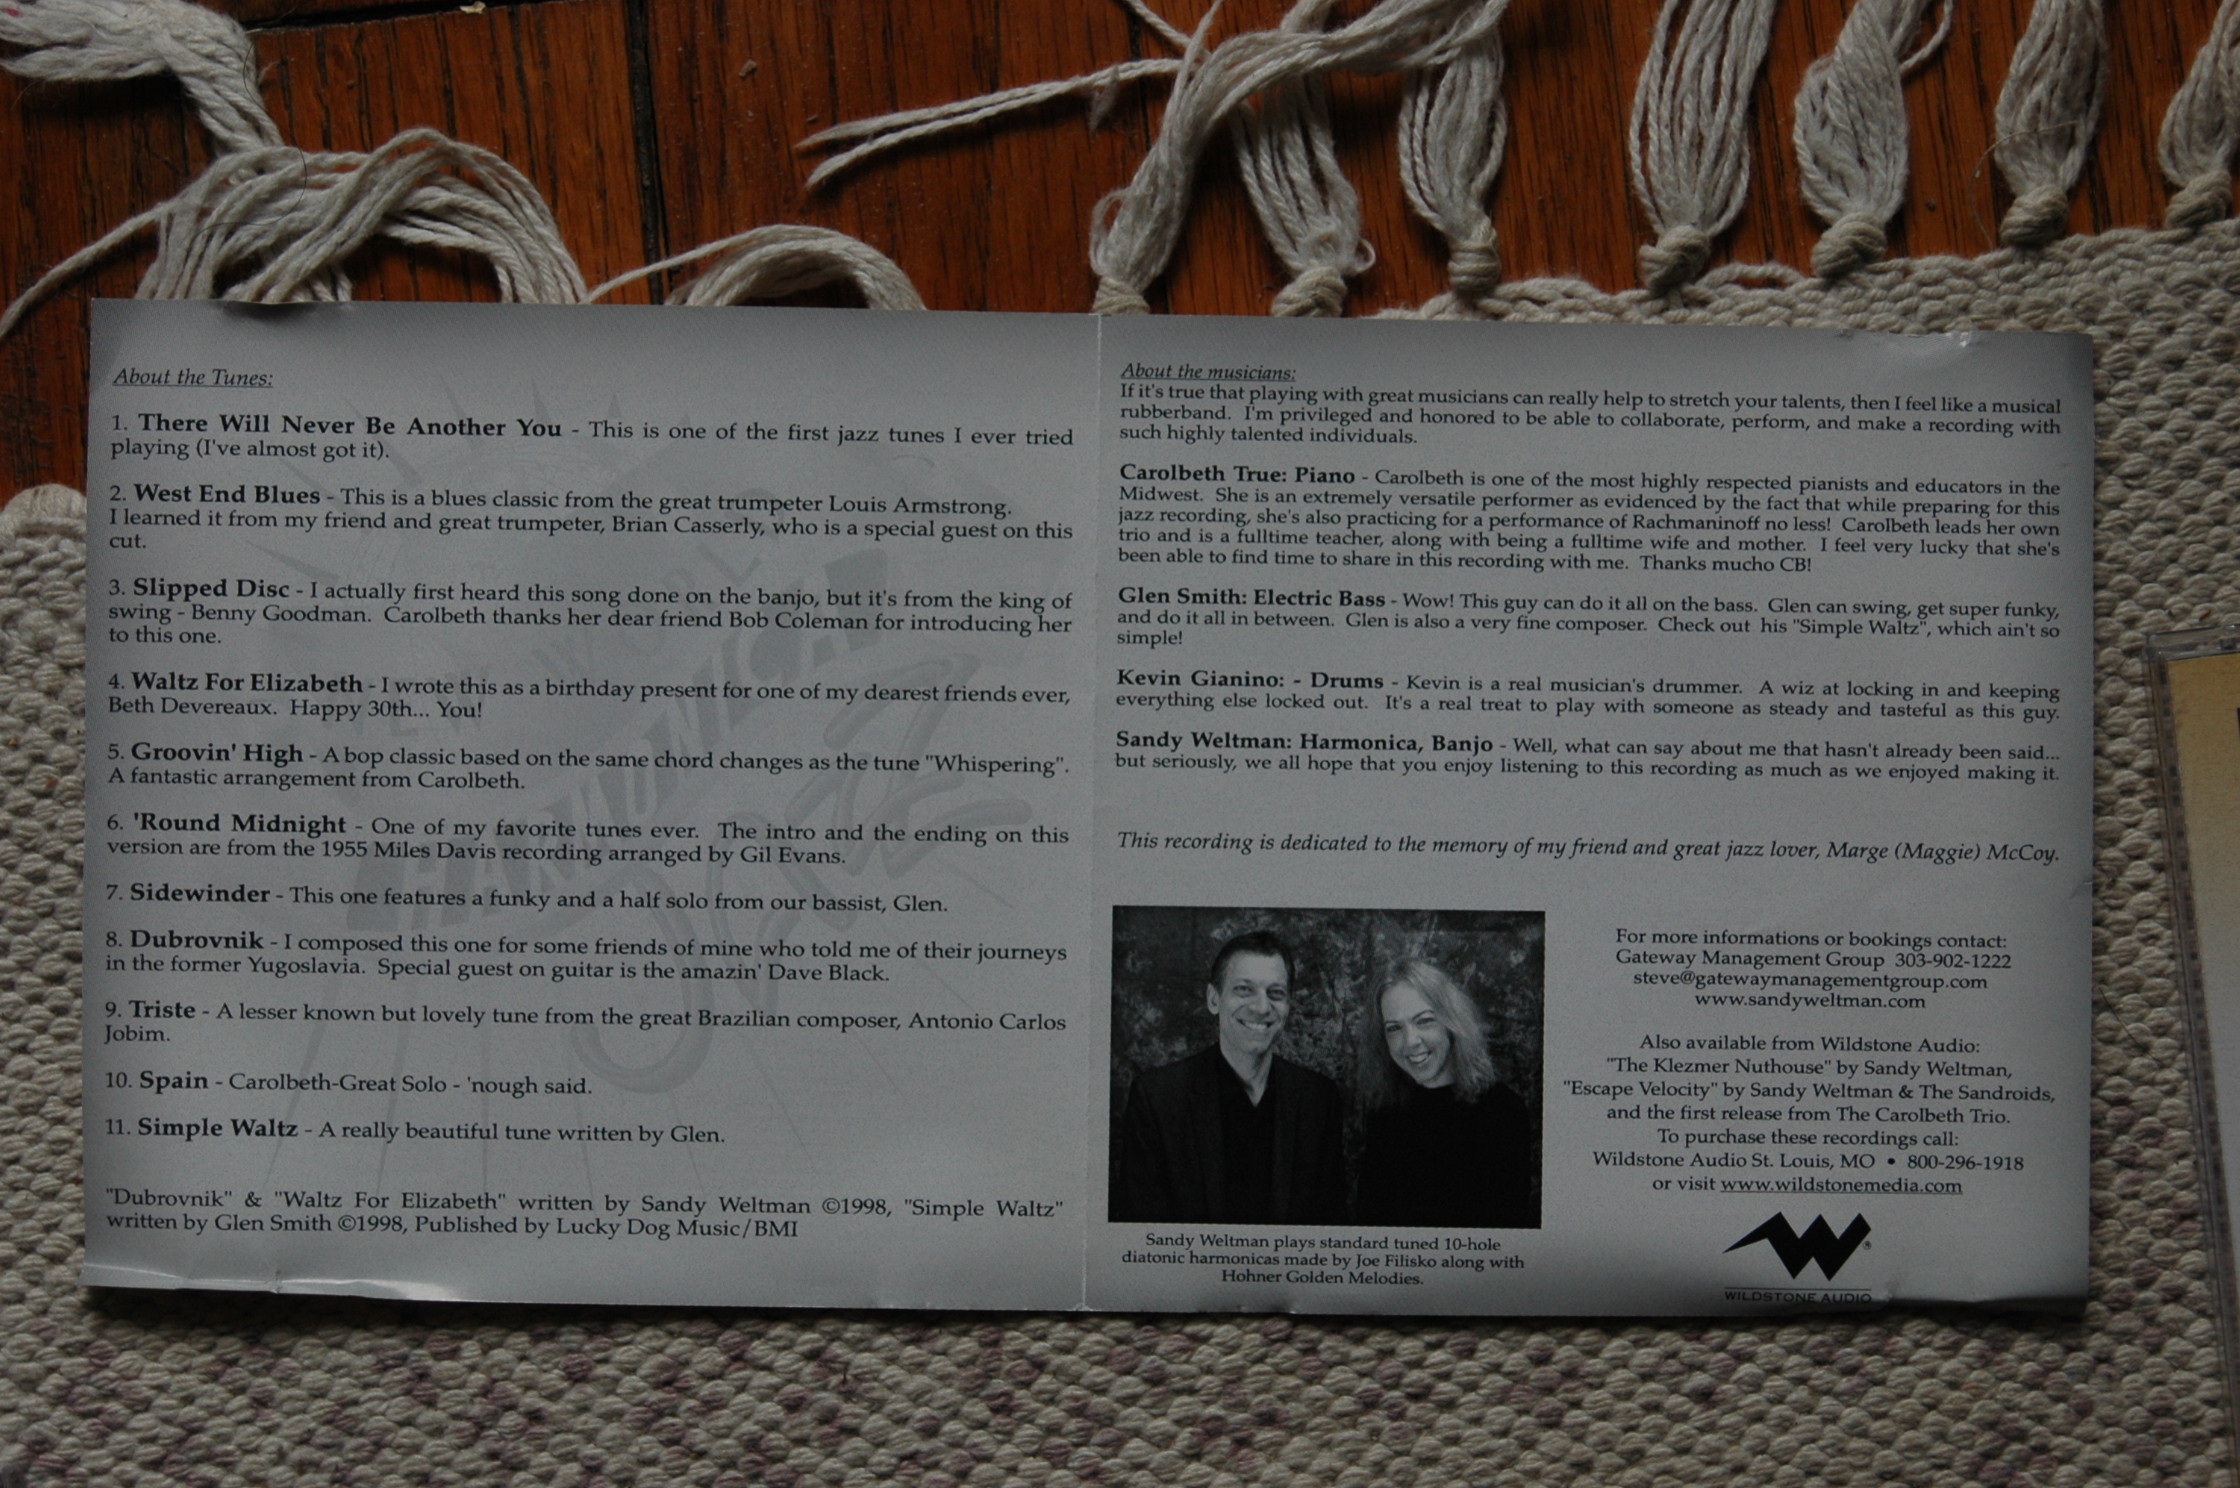 About the Tunes:
1. There Will Never Be Another You - This is one of the first jazz tunes I ever tried
playing (I've almost got it).
2. West End Blues - This is a blues classic from the great trumpeter Louis Armstrong.
I learned it from my friend and great trumpeter, Brian Casserly, who is a special guest on this
cut.
3. Slipped Disc - I actually first heard this song done on the banjo, but it's from the king of
swing - Benny Goodman. Carolbeth thanks her dear friend Bob Coleman for introducing her
to this one.
4. Waltz For Elizabeth - I wrote this as a birthday present for one of my dearest friends ever,
Beth Devereaux. Happy 30th... You!
5. Groovin' High - A bop classic based on the same chord changes as the tune "Whispering".
A fantastic arrangement from Carolbeth.
6. 'Round Midnight - One of my favorite tunes ever. The intro and the ending on this
version are from the 1955 Miles Davis recording arranged by Gil Evans.
7. Sidewinder - This one features a funky and a half solo from our bassist, Glen.
8. Dubrovnik - I composed this one for some friends of mine who told me of their journeys
in the former Yugoslavia. Special guest on guitar is the amazin' Dave Black.
9. Triste - A lesser known but lovely tune from the great Brazilian composer, Antonio Carlos
Jobim.
10. Spain - Carolbeth-Great Solo - 'nough said.
11. Simple Waltz - A really beautiful tune written by Glen.
"Dubrovnik" & "Waltz For Elizabeth" written by Sandy Weltman ©1998, "Simple Waltz"
written by Glen Smith ©1998, Published by Lucky Dog Music/BMI
About the musicians:
If it's true that playing with great musicians can really help to stretch your talents, then I feel like a musical
rubberband. I'm privileged and honored to be able to collaborate, perform, and make a recording with
such highly talented individuals.
Carolbeth True: Piano - Carolbeth is one of the most highly respected pianists and educators in the
Midwest. She is an extremely versatile performer as evidenced by the fact that while preparing for this
jazz recording, she's also practicing for a performance of Rachmaninoff no less! Carolbeth leads her own
trio and is a fulltime teacher, along with being a fulltime wife and mother. I feel very lucky that she's
been able to find time to share in this recording with me. Thanks mucho CB!
Glen Smith: Electric Bass - Wow! This guy can do it all on the bass. Glen can swing, get super funky,
and do it all in between. Glen is also a very fine composer. Check out his "Simple Waltz", which ain't so
simple!
Kevin Gianino: - Drums - Kevin is a real musician's drummer. A wiz at locking in and keeping
everything else locked out. It's a real treat to play with someone as steady and tasteful as this guy.
Sandy Weltman: Harmonica, Banjo - Well, what can say about me that hasn't already been said...
but seriously, we all hope that you enjoy listening to this recording as much as we enjoyed making it.
This recording is dedicated to the memory of my friend and great jazz lover, Marge (Maggie) McCoy.
Sandy Weltman plays standard tuned 10-hole
diatonic harmonicas made by Joe Filisko along with
Hohner Golden Melodies.
For more informations or bookings contact:
Gateway Management Group 303-902-1222
steve@gatewaymanagementgroup.com
www.sandyweltman.com
Also available from Wildstone Audio:
"The Klezmer Nuthouse" by Sandy Weltman,
"Escape Velocity" by Sandy Weltman & The Sandroids,
and the first release from The Carolbeth Trio.
To purchase these recordings call:
Wildstone Audio St. Louis, MO • 800-296-1918
or visit www.wildstonemedia.com
WILDSTONE AUDIO